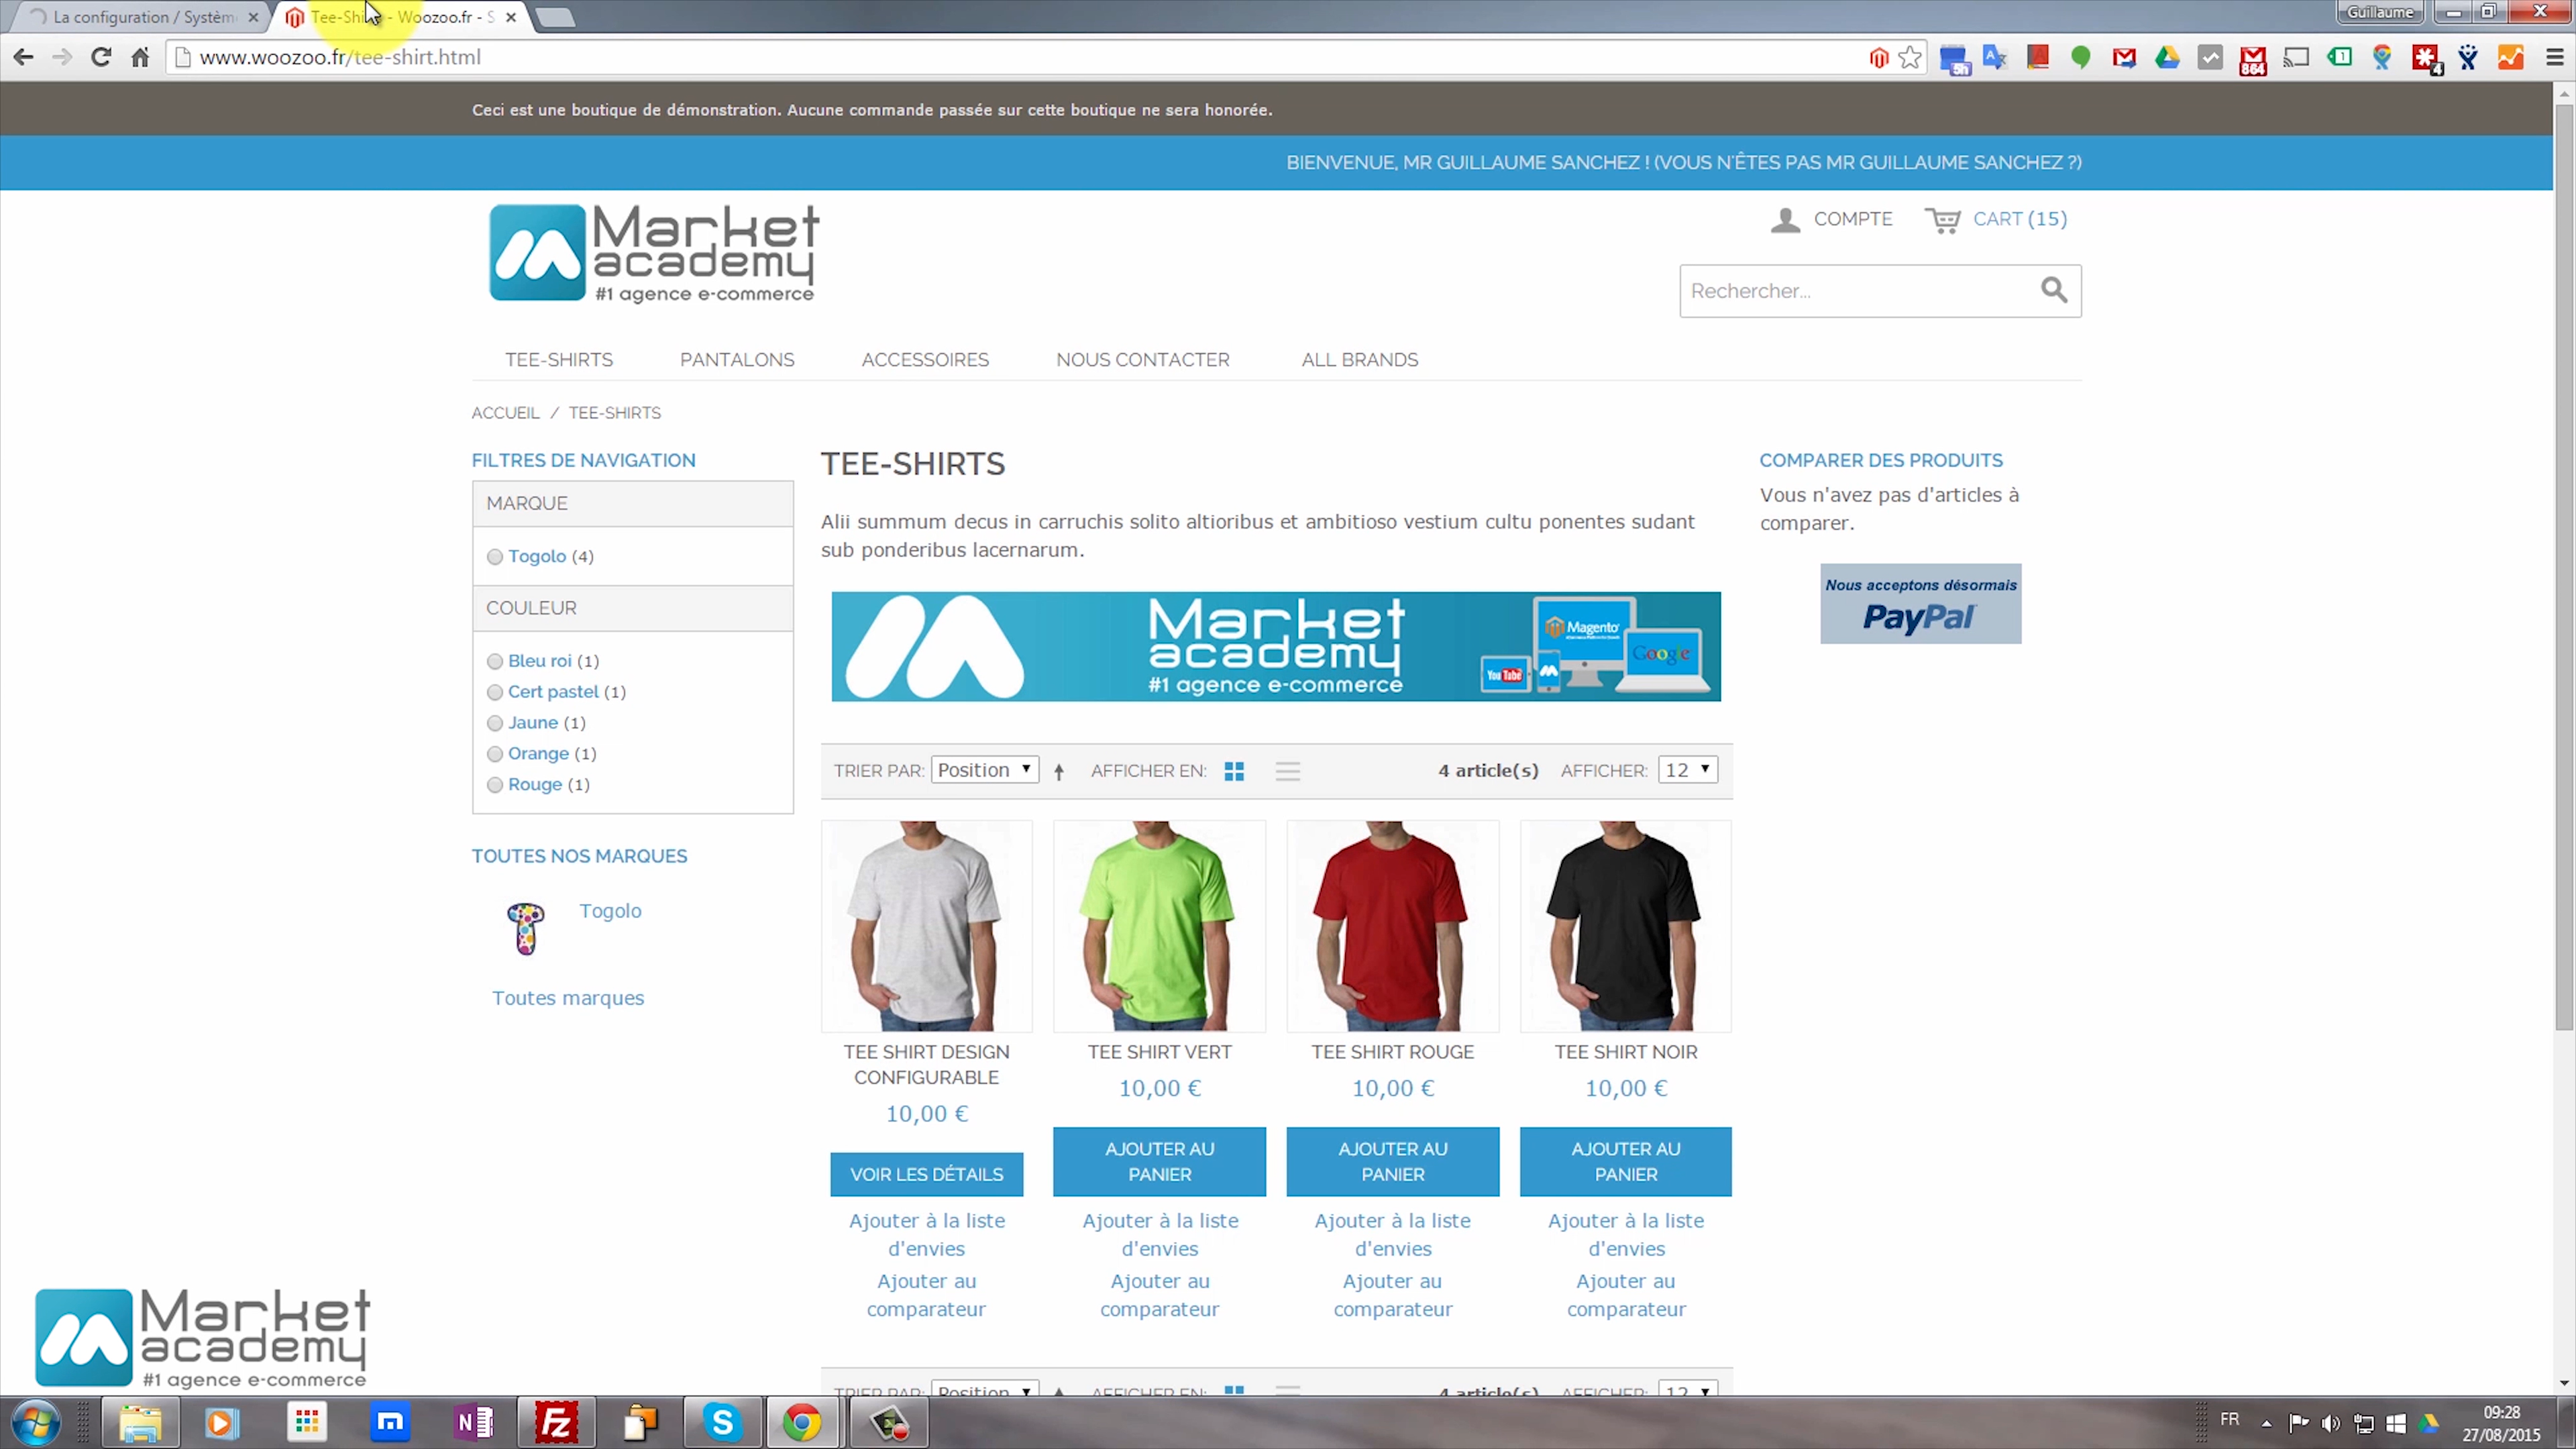 La configuration / Systèm
Tee-Shi - Woozoo.fr - S
Guillaume
www.woozoo.fr/tee-shirt.html
5h
864
1
4
Ceci est une boutique de démonstration. Aucune commande passée sur cette boutique ne sera honorée.
BIENVENUE, MR GUILLAUME SANCHEZ ! (VOUS N'ÊTES PAS MR GUILLAUME SANCHEZ ?)
Market
academy
#1 agence e-commerce
COMPTE
CART (15)
Rechercher...
TEE-SHIRTS
PANTALONS
ACCESSOIRES
NOUS CONTACTER
ALL BRANDS
ACCUEIL / TEE-SHIRTS
FILTRES DE NAVIGATION
MARQUE
Togolo (4)
COULEUR
Bleu roi (1)
Cert pastel (1)
Jaune (1)
Orange (1)
Rouge (1)
TOUTES NOS MARQUES
Togolo
Toutes marques
TEE-SHIRTS
Alii summum decus in carruchis solito altioribus et ambitioso vestium cultu ponentes sudant
sub ponderibus lacernarum.
Market
academy
#1 agence e-commerce
Magento
Google
You Tube
TRIER PAR: Position
AFFICHER EN:
4 article(s)
AFFICHER: 12
TEE SHIRT DESIGN
CONFIGURABLE
10,00 €
VOIR LES DÉTAILS
Ajouter à la liste
d'envies
Ajouter au
comparateur
TEE SHIRT VERT
10,00 €
AJOUTER AU
PANIER
Ajouter à la liste
d'envies
Ajouter au
comparateur
TEE SHIRT ROUGE
10,00 €
AJOUTER AU
PANIER
Ajouter à la liste
d'envies
Ajouter au
comparateur
TEE SHIRT NOIR
10,00 €
AJOUTER AU
PANIER
Ajouter à la liste
d'envies
Ajouter au
comparateur
TRIER PAR: Position
AFFICHER EN:
4 article(s)
AFFICHER: 12
COMPARER DES PRODUITS
Vous n'avez pas d'articles à
comparer.
Nous acceptons désormais
PayPal
Market
academy
#1 agence e-commerce
FR
09:28
27/08/2015